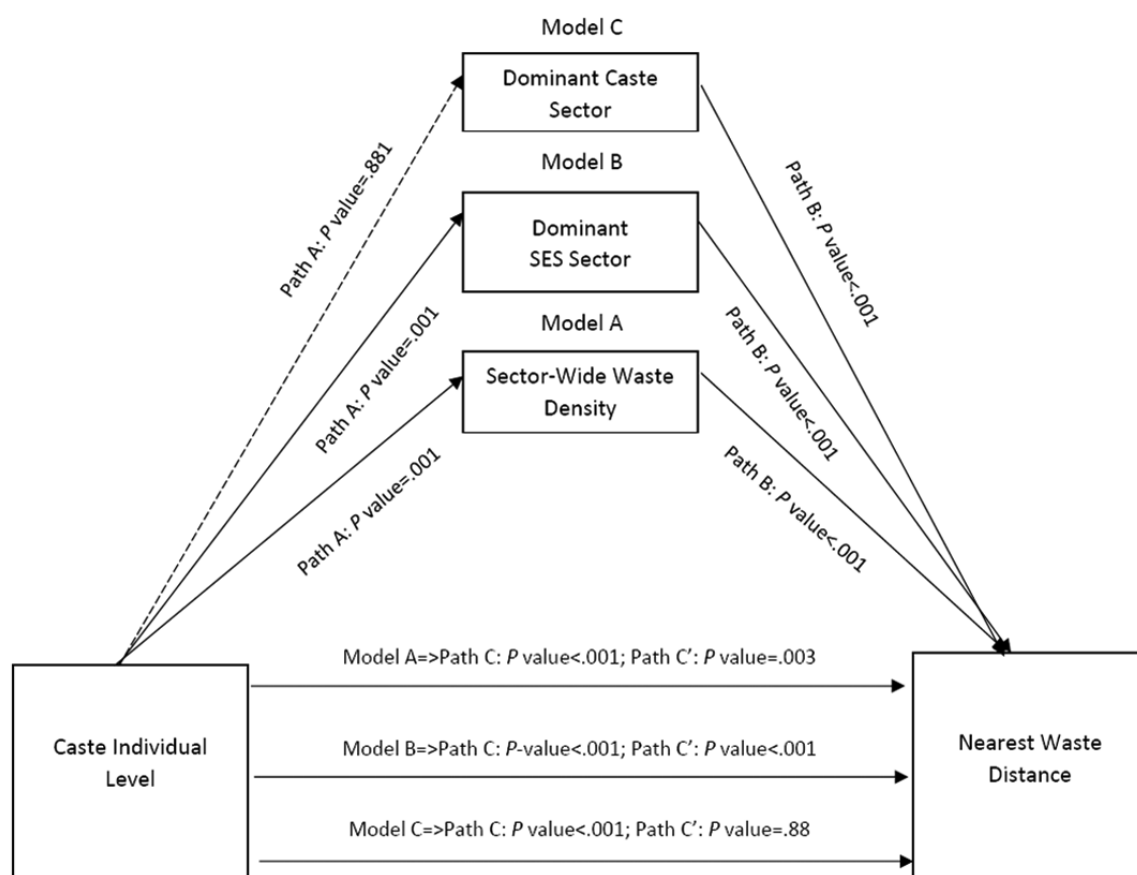 Model C
Dominant Caste
Sector
Path A: P value=.881
Path B: P value<.001
Model B
Dominant
SES Sector
Path A: P value=.001
Path B: P value<.001
Model A
Sector-Wide Waste
Density
Path A: P value=.001
Path B: P value<.001
Caste Individual
Level
Model A=>Path C: P value<.001; Path C’: P value=.003
Model B=>Path C: P-value<.001; Path C’: P value<.001
Model C=>Path C: P value<.001; Path C’: P value=.88
Nearest Waste
Distance